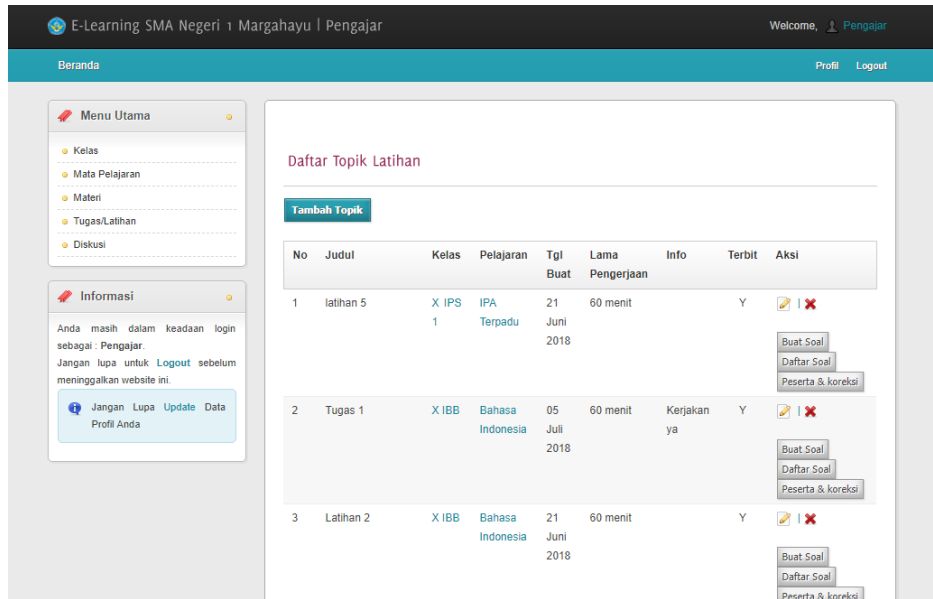 E-Learning SMA Negeri 1 Margahayu | Pengajar
Welcome, Pengajar
Beranda
Profil Logout
Menu Utama
Kelas
Mata Pelajaran
Materi
Tugas/Latihan
Diskusi
Informasi
Anda masih dalam keadaan login
sebagai : Pengajar.
Jangan lupa untuk Logout sebelum
meninggalkan website ini.
Jangan Lupa Update Data
Profil Anda
Daftar Topik Latihan
Tambah Topik
No Judul Kelas Pelajaran Tgl Lama Info Terbit Aksi
Buat Pengerjaan
1 latihan 5 X IPS IPA 21 60 menit Y |
1 Terpadu Juni
2018
Buat Soal
Daftar Soal
Peserta & koreksi
2 Tugas 1 X IBB Bahasa 05 60 menit Kerjakan Y |
Indonesia Juli ya
2018
Buat Soal
Daftar Soal
Peserta & koreksi
3 Latihan 2 X IBB Bahasa 21 60 menit Y |
Indonesia Juni
2018
Buat Soal
Daftar Soal
Peserta & koreksi